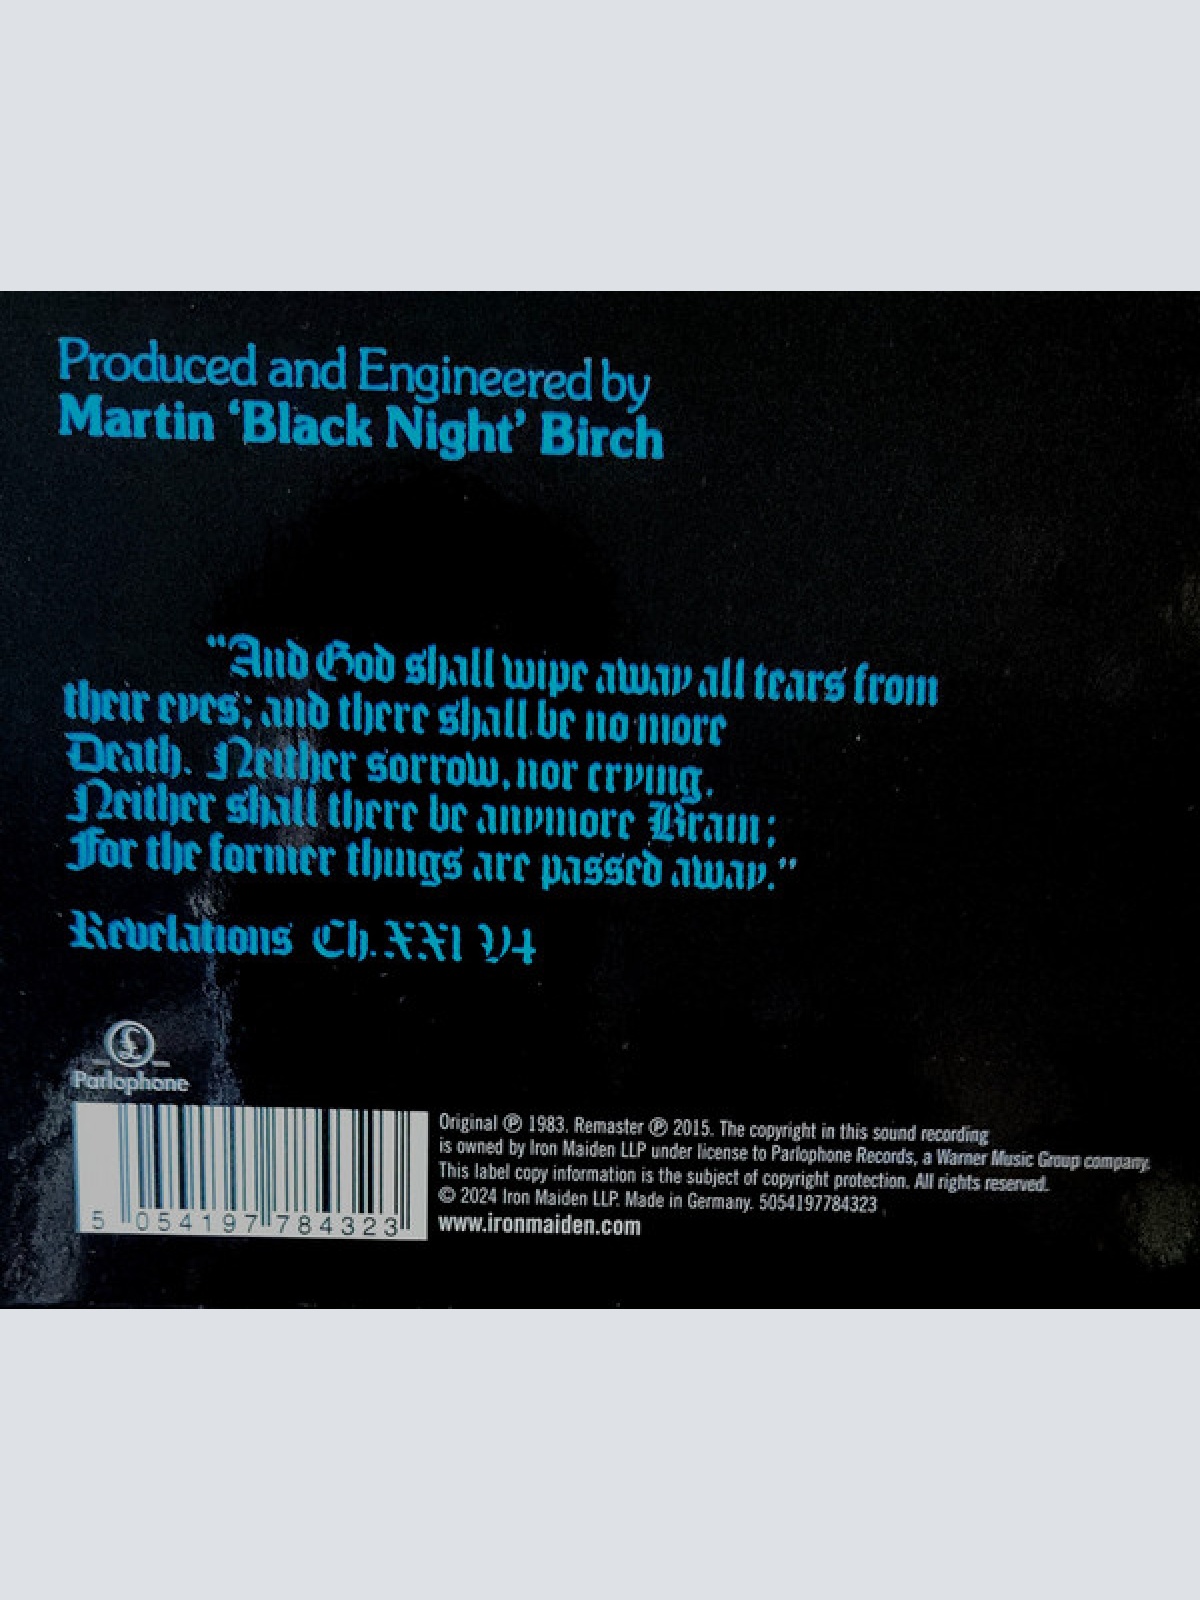 Produced and Engineered by
Martin ‘Black Night’ Birch
“And God shall wipe away all tears from
their eyes; and there shall be no more
Death. Neither sorrow, nor crying.
Neither shall there be anymore Brain;
For the former things are passed away.”
Revelations Ch.XXI V4
£
Parlophone
Original ℗ 1983. Remaster ℗ 2015. The copyright in this sound recording
is owned by Iron Maiden LLP under license to Parlophone Records, a Warner Music Group company.
This label copy information is the subject of copyright protection. All rights reserved.
© 2024 Iron Maiden LLP. Made in Germany. 5054197784323
www.ironmaiden.com
5 054197 784323